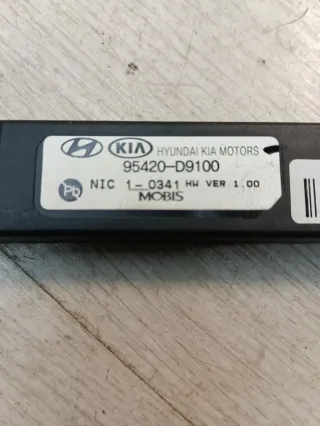 KIA HYUNDAI KIA MOTORS
95420-D9100
Pb NIC 1-0341 HW VER 1.00
MOBIS